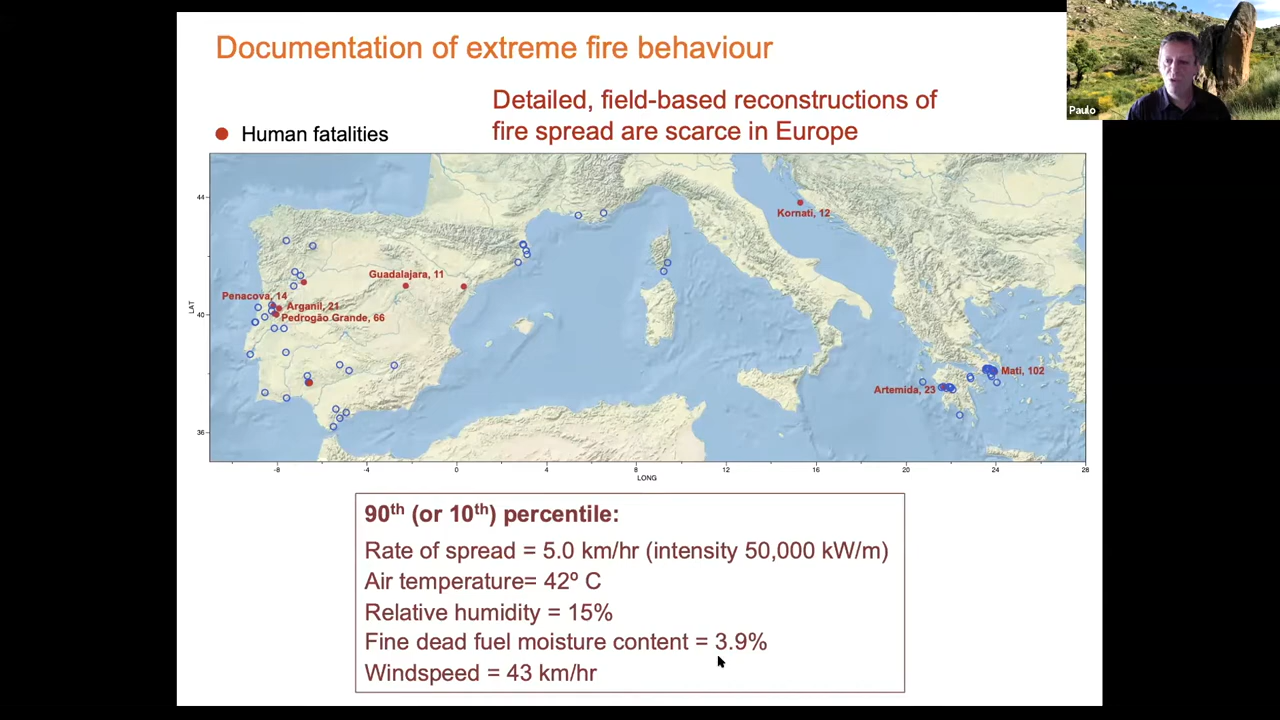 Documentation of extreme fire behaviour
Paulo
Detailed, field-based reconstructions of
fire spread are scarce in Europe
Human fatalities
44
40
36
LAT
Kornati, 12
Guadalajara, 11
Penacova, 14
Arganil, 21
Pedrogão Grande, 66
Mati, 102
Artemida, 23
-8 -4 0 4 8 12 16 20 24 28
LONG
90th (or 10th) percentile:
Rate of spread = 5.0 km/hr (intensity 50,000 kW/m)
Air temperature= 42º C
Relative humidity = 15%
Fine dead fuel moisture content = 3.9%
Windspeed = 43 km/hr